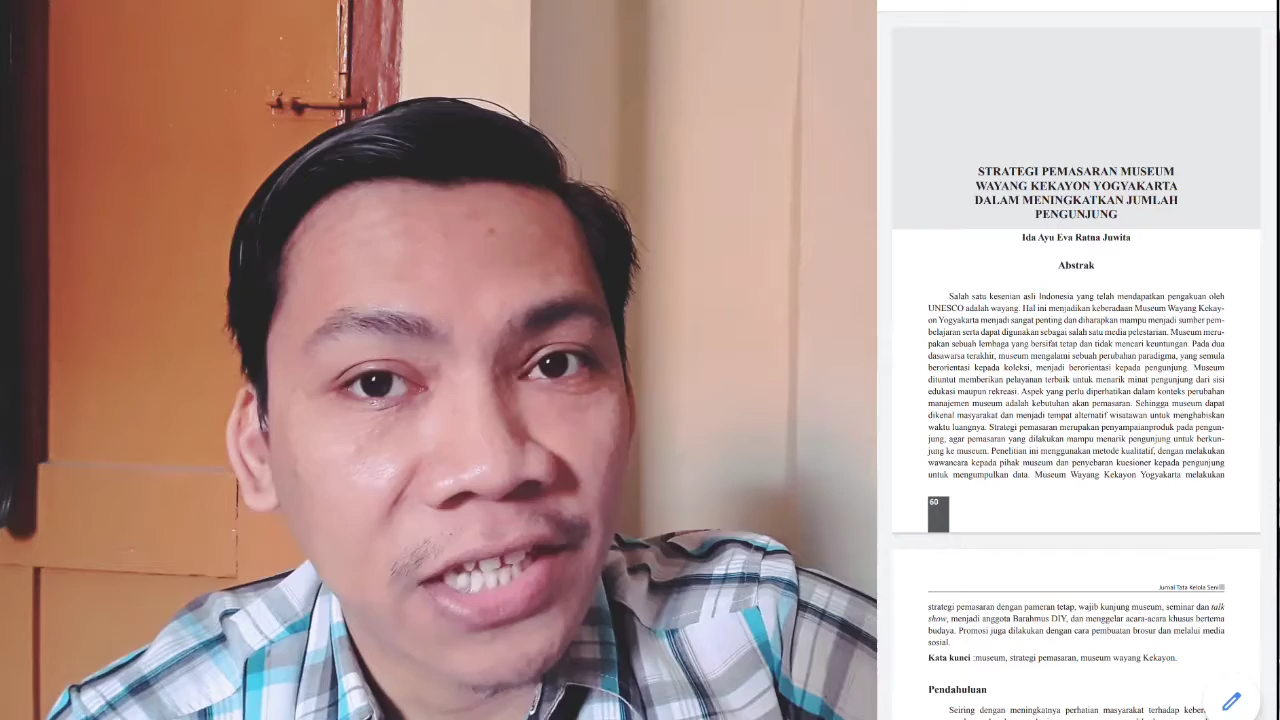 STRATEGI PEMASARAN MUSEUM
WAYANG KEKAYON YOGYAKARTA
DALAM MENINGKATKAN JUMLAH
PENGUNJUNG
Ida Ayu Eva Ratna Juwita
Abstrak
Salah satu kesenian asli Indonesia yang telah mendapatkan pengakuan oleh
UNESCO adalah wayang. Hal ini menjadikan keberadaan Museum Wayang Kekay-
on Yogyakarta menjadi sangat penting dan diharapkan mampu menjadi sumber pem-
belajaran serta dapat digunakan sebagai salah satu media pelestarian. Museum meru-
pakan sebuah lembaga yang bersifat tetap dan tidak mencari keuntungan. Pada dua
dasawarsa terakhir, museum mengalami sebuah perubahan paradigma, yang semula
berorientasi kepada koleksi, menjadi berorientasi kepada pengunjung. Museum
dituntut memberikan pelayanan terbaik untuk menarik minat pengunjung dari sisi
edukasi maupun rekreasi. Aspek yang perlu diperhatikan dalam konteks perubahan
manajemen museum adalah kebutuhan akan pemasaran. Sehingga museum dapat
dikenal masyarakat dan menjadi tempat alternatif wisatawan untuk menghabiskan
waktu luangnya. Strategi pemasaran merupakan penyampaianproduk pada pengun-
jung, agar pemasaran yang dilakukan mampu menarik pengunjung untuk berkun-
jung ke museum. Penelitian ini menggunakan metode kualitatif, dengan melakukan
wawancara kepada pihak museum dan penyebaran kuesioner kepada pengunjung
untuk mengumpulkan data. Museum Wayang Kekayon Yogyakarta melakukan
60
Jurnal Tata Kelola Seni
strategi pemasaran dengan pameran tetap, wajib kunjung museum, seminar dan talk
show, menjadi anggota Barahmus DIY, dan menggelar acara-acara khusus bertema
budaya. Promosi juga dilakukan dengan cara pembuatan brosur dan melalui media
sosial.
Kata kunci :museum, strategi pemasaran, museum wayang Kekayon.
Pendahuluan
Seiring dengan meningkatnya perhatian masyarakat terhadap